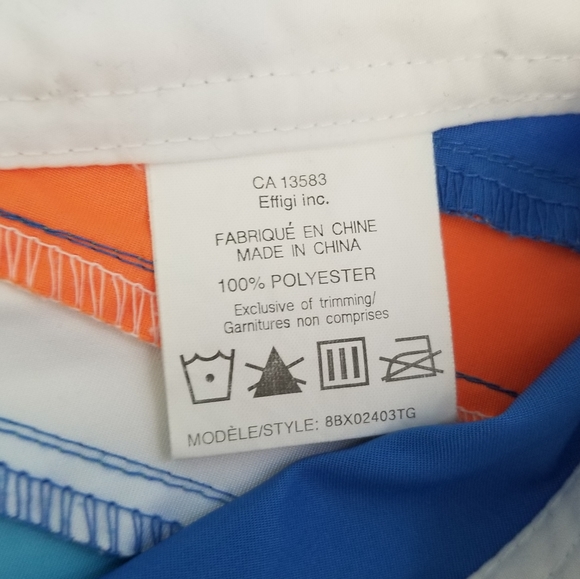 CA 13583
Effigi inc.
FABRIQUÉ EN CHINE
MADE IN CHINA
100% POLYESTER
Exclusive of trimming/
Garnitures non comprises
MODÈLE/STYLE: 8BX02403TG